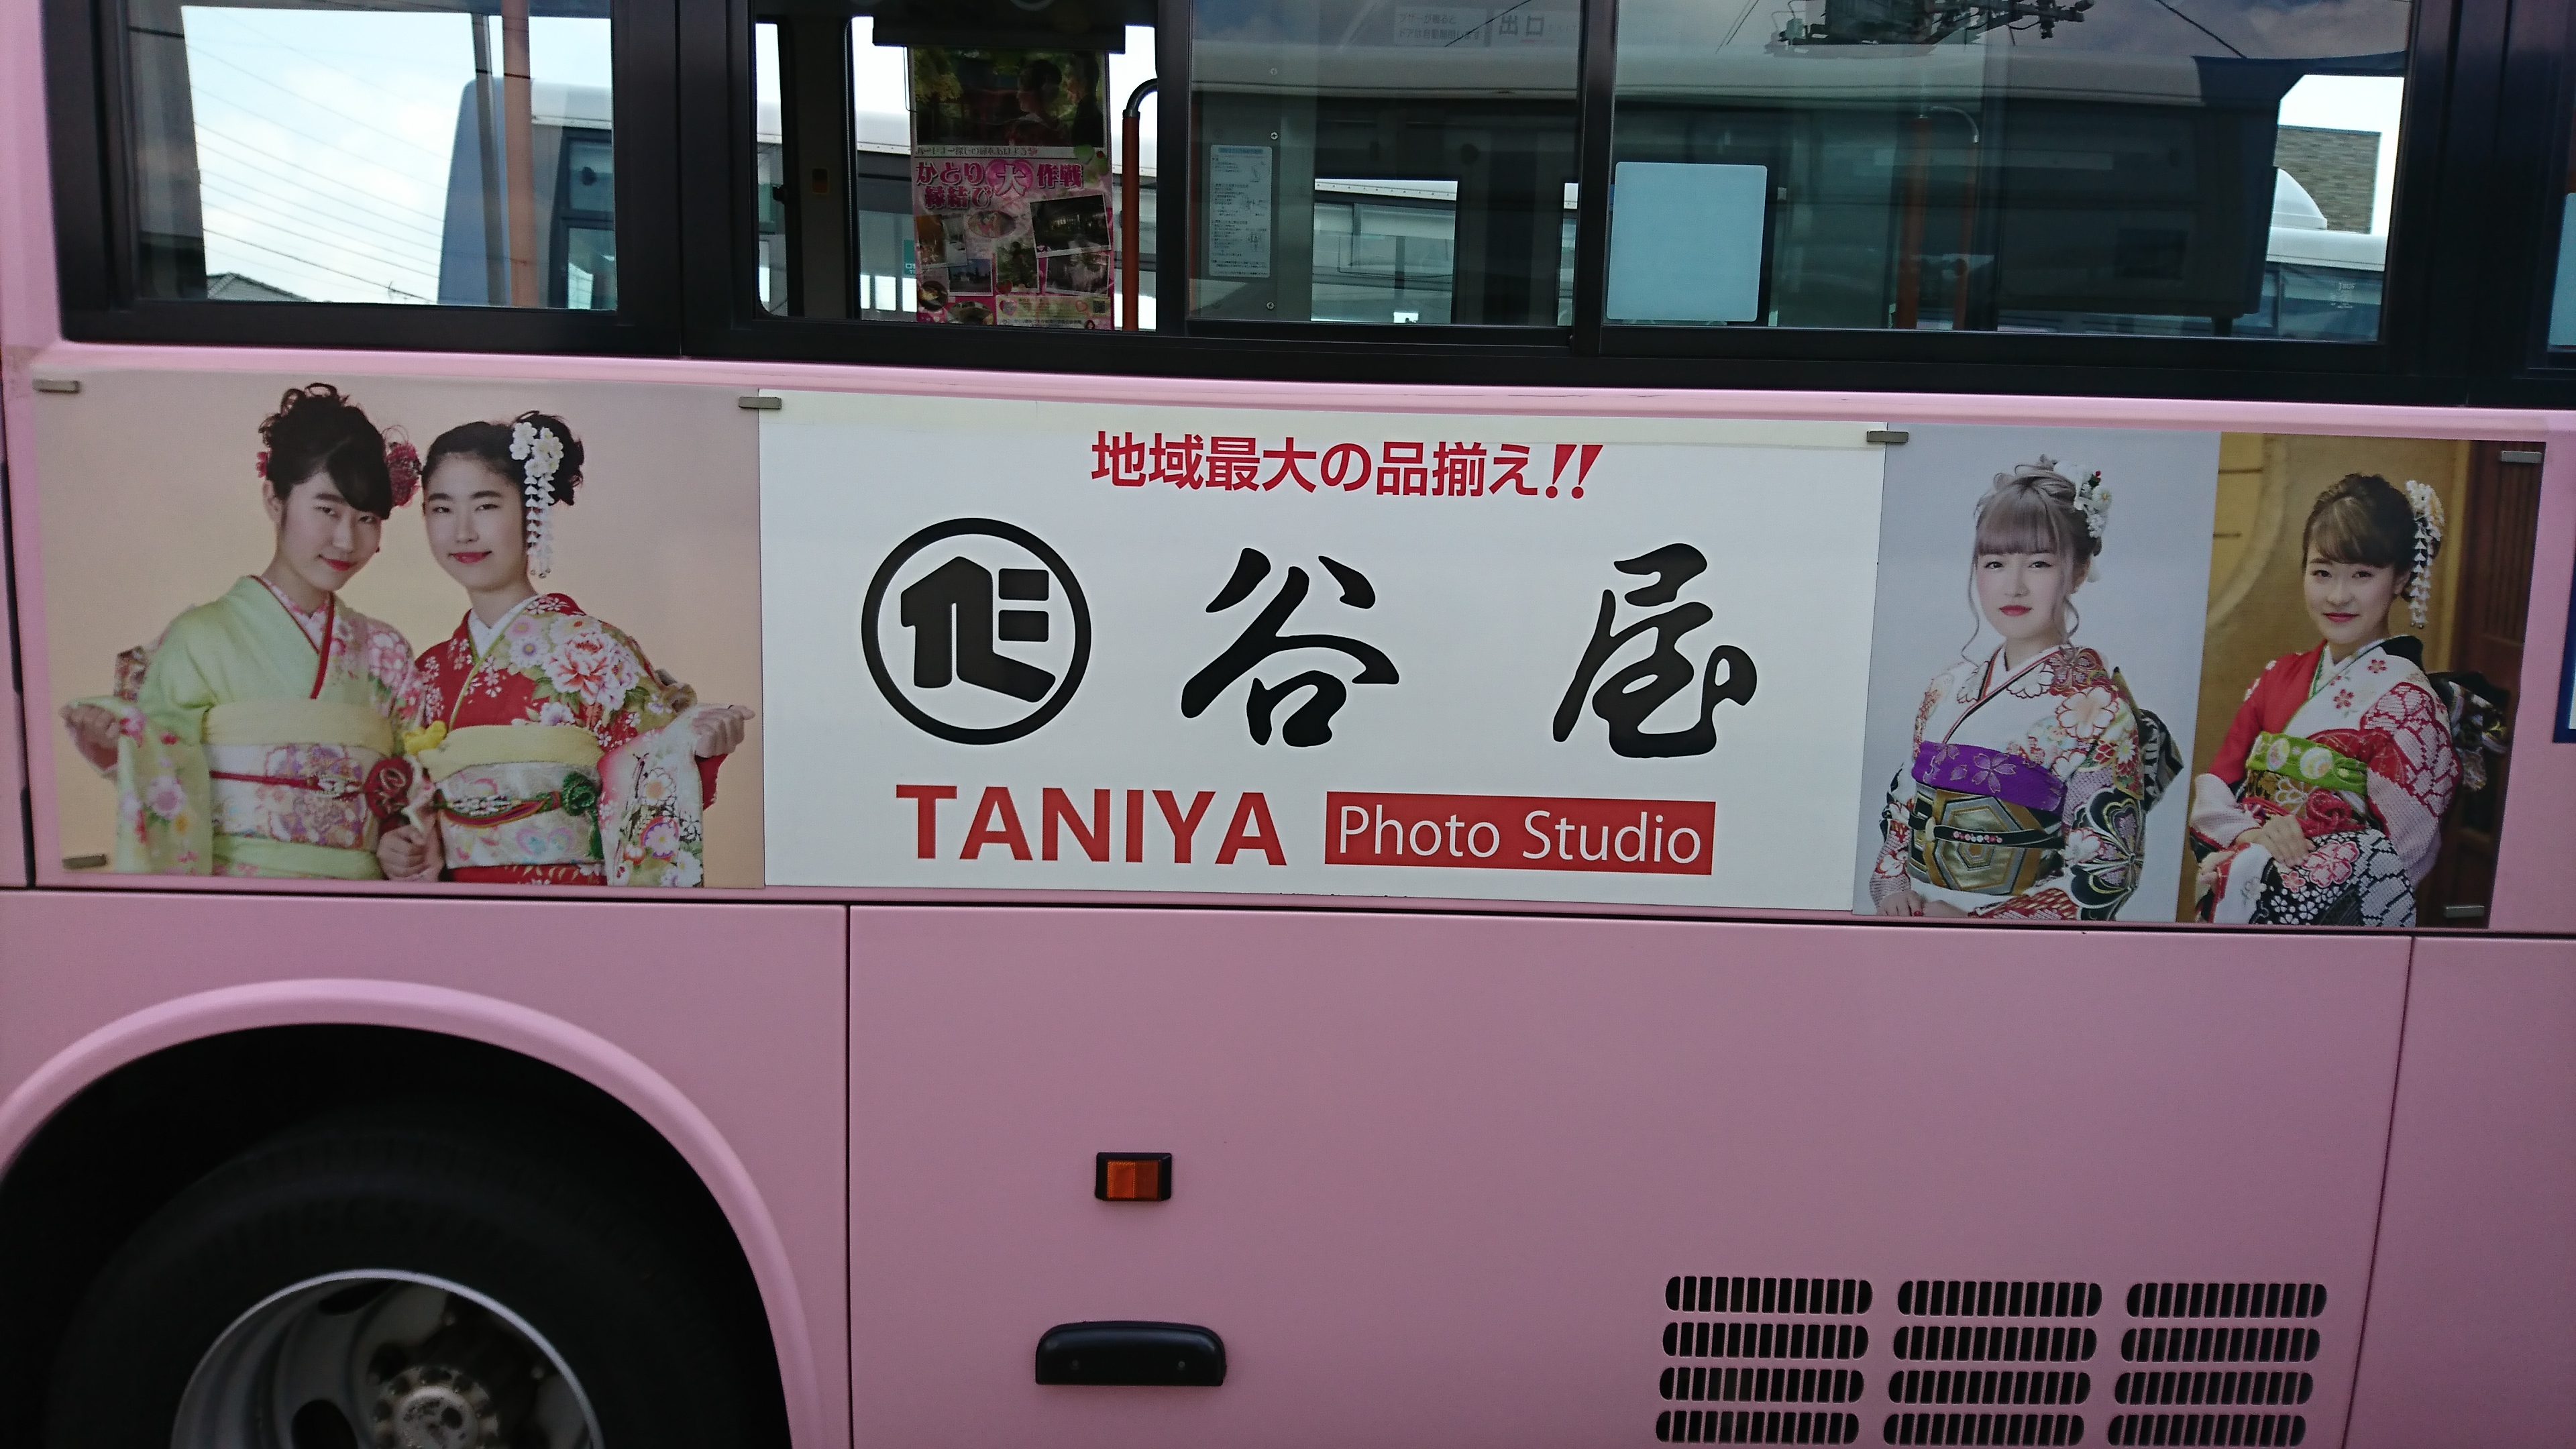 出口
かとり大作戦
縁結び
地域最大の品揃え!!
谷屋
TANIYA Photo Studio